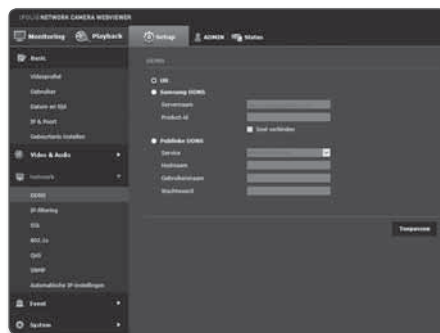 iPOLiS NETWORK CAMERA WEBVIEWER
Monitoring
Playback
Setup
ADMIN
Status
Basic
Videoprofiel
Gebruiker
Datum en tijd
IP & Poort
Gebeurtenis instellen
Video & Audio
Network
DDNS
IP-filtering
SSL
802.1x
QoS
SNMP
Automatische IP-instellingen
Event
System
DDNS
Uit
Samsung DDNS
Servernaam
Product-id
Snel verbinden
Publieke DDNS
Service
Hostnaam
Gebruikersnaam
Wachtwoord
Toepassen